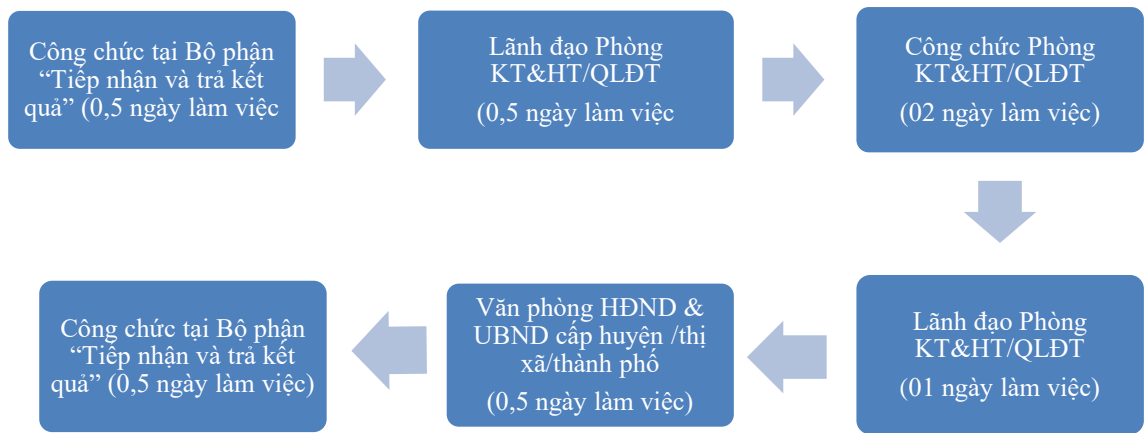 Công chức tại Bộ phận
“Tiếp nhận và trả kết
quả” (0,5 ngày làm việc
Lãnh đạo Phòng
KT&HT/QLĐT
(0,5 ngày làm việc
Công chức Phòng
KT&HT/QLĐT
(02 ngày làm việc)
Lãnh đạo Phòng
KT&HT/QLĐT
(01 ngày làm việc)
Văn phòng HĐND &
UBND cấp huyện /thị
xã/thành phố
(0,5 ngày làm việc)
Công chức tại Bộ phận
“Tiếp nhận và trả kết
quả” (0,5 ngày làm việc)